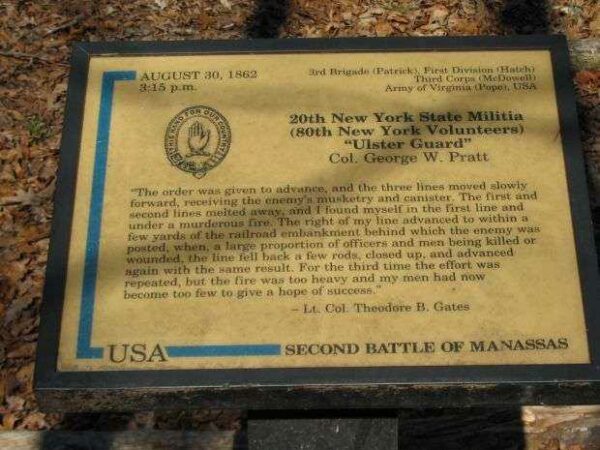 AUGUST 30, 1862
3:15 p.m.
3rd Brigade (Patrick), First Division (Hatch)
Third Corps (McDowell)
Army of Virginia (Pope), USA
THIS HAND FOR OUR COUNTRY
20th New York State Militia
(80th New York Volunteers)
"Ulster Guard"
Col. George W. Pratt
"The order was given to advance, and the three lines moved slowly
forward, receiving the enemy's musketry and canister. The first and
second lines melted away, and I found myself in the first line and
under a murderous fire. The right of my line advanced to within a
few yards of the railroad embankment behind which the enemy was
posted, when, a large proportion of officers and men being killed or
wounded, the line fell back a few rods, closed up, and advanced
again with the same result. For the third time the effort was
repeated, but the fire was too heavy and my men had now
become too few to give a hope of success."
– Lt. Col. Theodore B. Gates
USA
SECOND BATTLE OF MANASSAS